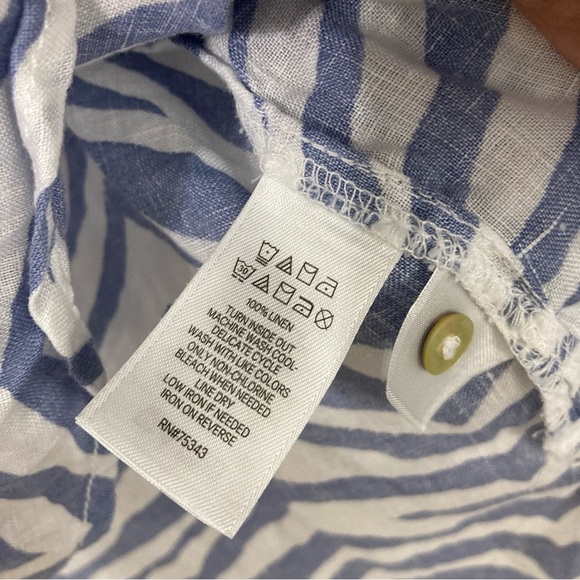 30
100% LINEN
TURN INSIDE OUT
MACHINE WASH COOL-
DELICATE CYCLE
WASH WITH LIKE COLORS
ONLY NON-CHLORINE
BLEACH WHEN NEEDED
LINE DRY
LOW IRON IF NEEDED
IRON ON REVERSE
RN#75343